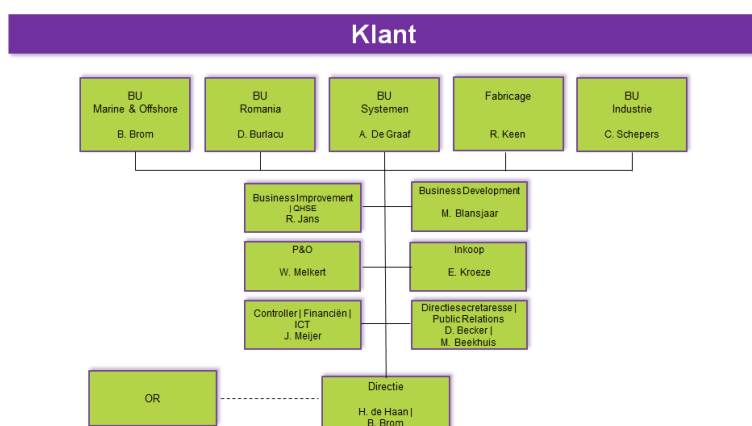 Klant
BU
Marine & Offshore
B. Brom
BU
Romania
D. Burlacu
BU
Systemen
A. De Graaf
Fabricage
R. Keen
BU
Industrie
C. Schepers
Business Improvement
| QHSE
R. Jans
Business Development
M. Blansjaar
P&O
W. Melkert
Inkoop
E. Kroeze
Controller | Financiën |
ICT
J. Meijer
Directiesecretaresse |
Public Relations
D. Becker |
M. Beekhuis
OR
Directie
H. de Haan |
B. Brom